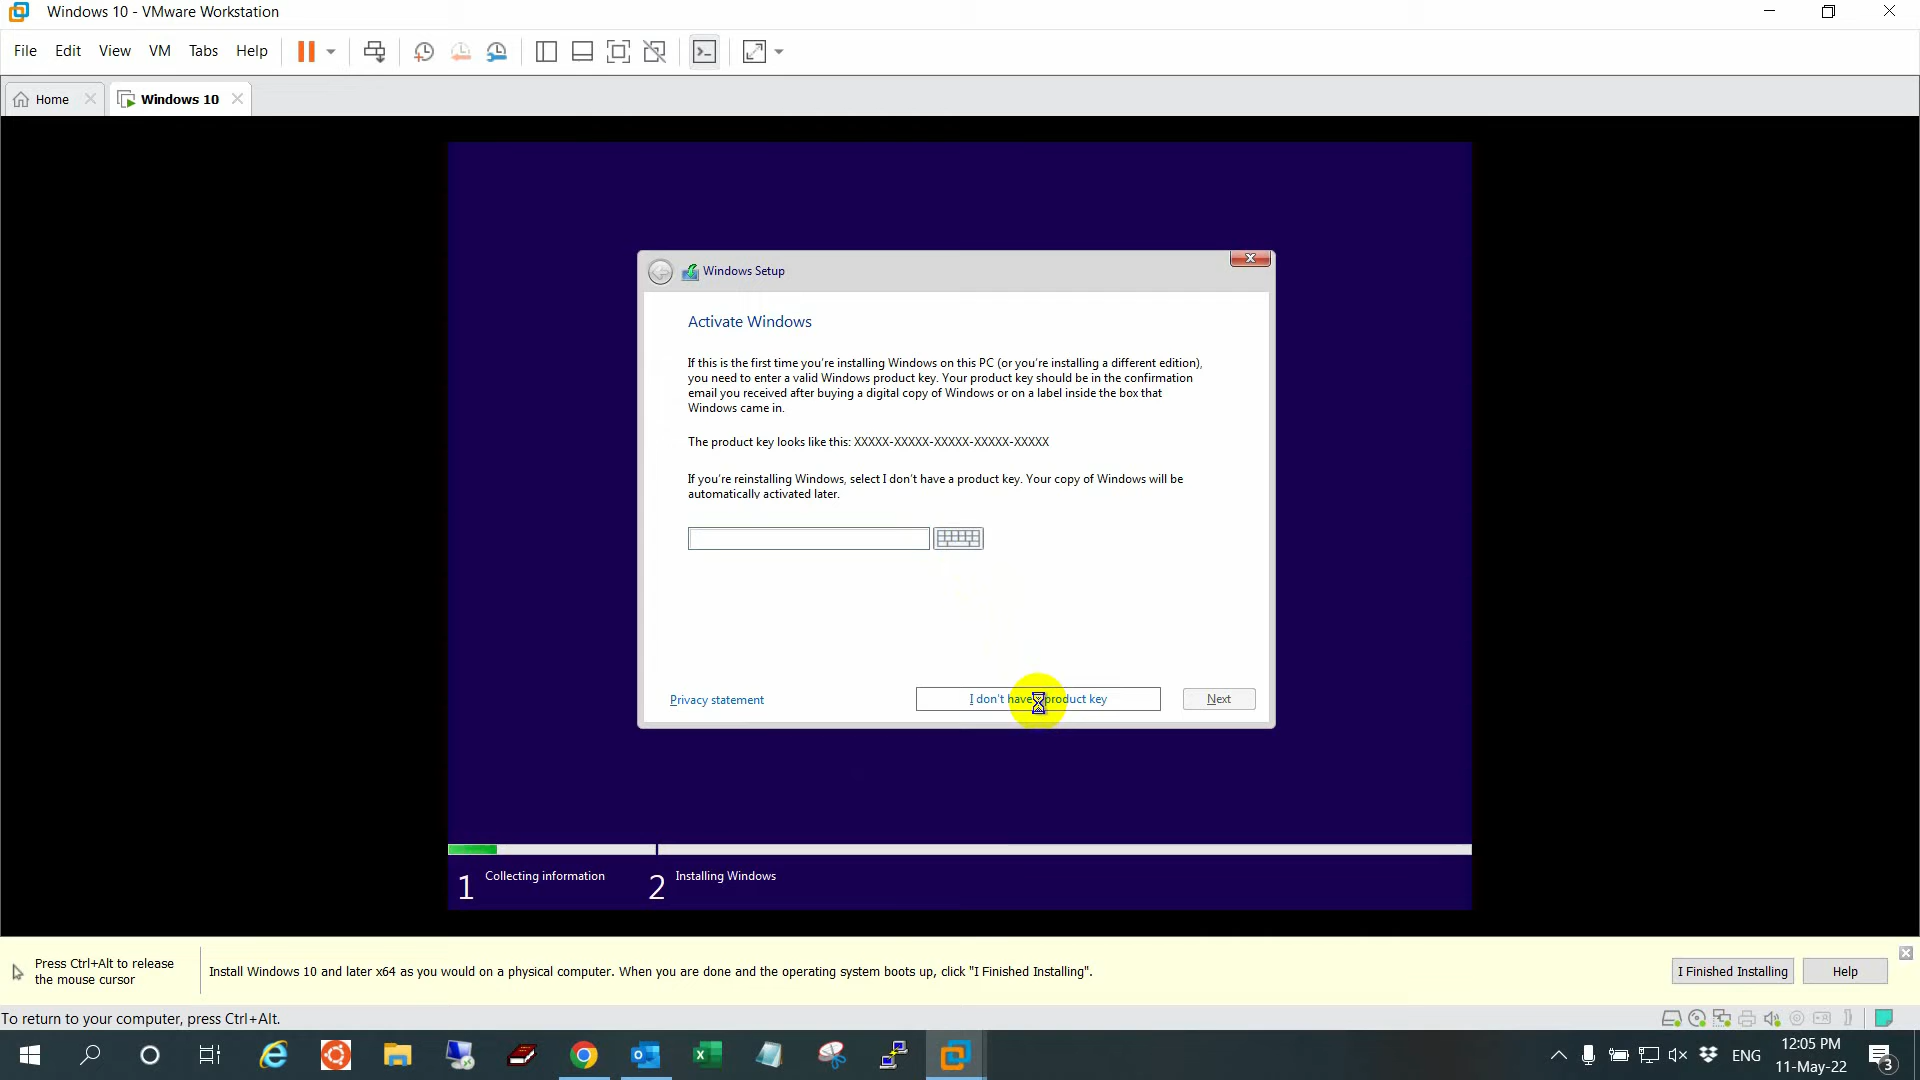 Windows 10 - VMware Workstation
File Edit View VM Tabs Help
Home
Windows 10
Windows Setup
Activate Windows
If this is the first time you're installing Windows on this PC (or you're installing a different edition),
you need to enter a valid Windows product key. Your product key should be in the confirmation
email you received after buying a digital copy of Windows or on a label inside the box that
Windows came in.
The product key looks like this: XXXXX-XXXXX-XXXXX-XXXXX-XXXXX
If you're reinstalling Windows, select I don't have a product key. Your copy of Windows will be
automatically activated later.
Privacy statement
I don't have product key
Next
1 Collecting information
2 Installing Windows
Press Ctrl+Alt to release
the mouse cursor
Install Windows 10 and later x64 as you would on a physical computer. When you are done and the operating system boots up, click "I Finished Installing".
I Finished Installing
Help
To return to your computer, press Ctrl+Alt.
ENG
12:05 PM
11-May-22
3